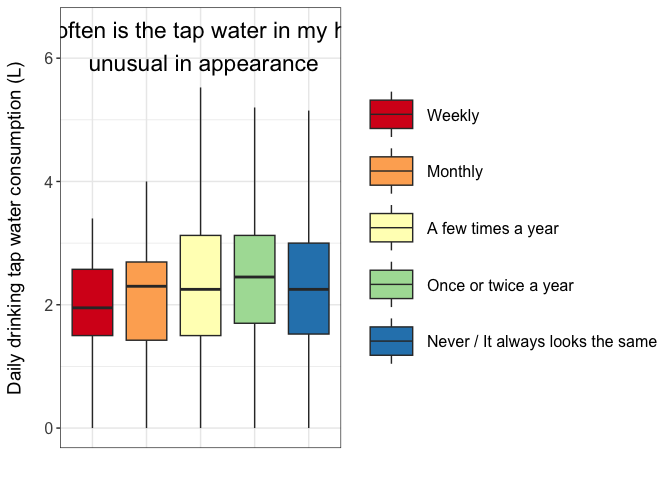 often is the tap water in my
unusual in appearance
Daily drinking tap water consumption (L)
6
4
2
0
Weekly
Monthly
A few times a year
Once or twice a year
Never / It always looks the same